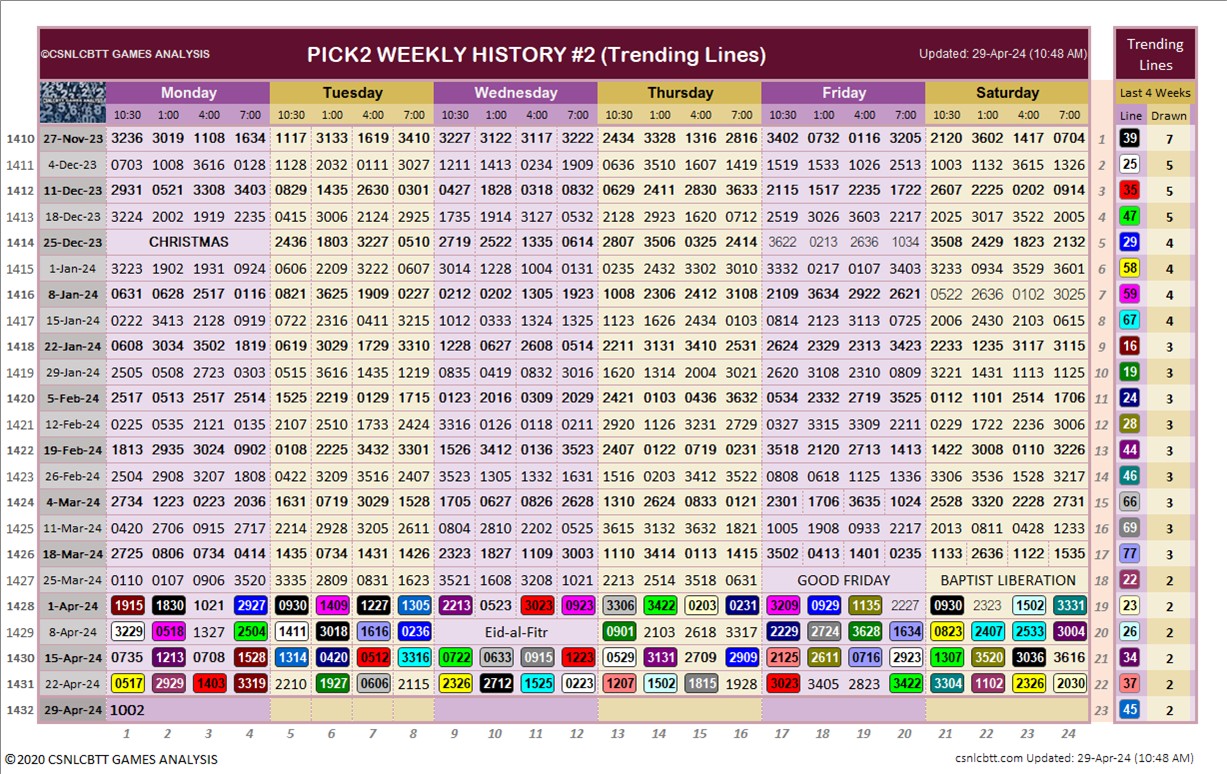 ©CSNLCBTT GAMES ANALYSIS PICK2 WEEKLY HISTORY #2 (Trending Lines) Updated: 29-Apr-24 (10:48 AM) Trending Lines
Monday Tuesday Wednesday Thursday Friday Saturday Last 4 Weeks
10:30 1:00 4:00 7:00 10:30 1:00 4:00 7:00 10:30 1:00 4:00 7:00 10:30 1:00 4:00 7:00 10:30 1:00 4:00 7:00 10:30 1:00 4:00 7:00 Line Drawn
1410 27-Nov-23 3236 3019 1108 1634 1117 3133 1619 3410 3227 3122 3117 3222 2434 3328 1316 2816 3402 0732 0116 3205 2120 3602 1417 0704 1 39 7
1411 4-Dec-23 0703 1008 3616 0128 1128 2032 0111 3027 1211 1413 0234 1909 0636 3510 1607 1419 1519 1533 1026 2513 1003 1132 3615 1326 2 25 5
1412 11-Dec-23 2931 0521 3308 3403 0829 1435 2630 0301 0427 1828 0318 0832 0629 2411 2830 3633 2115 1517 2235 1722 2607 2225 0202 0914 3 35 5
1413 18-Dec-23 3224 2002 1919 2235 0415 3006 2124 2925 1735 1914 3127 0532 2128 2923 1620 0712 2519 3026 3603 2217 2025 3017 3522 2005 4 47 5
1414 25-Dec-23 CHRISTMAS 2436 1803 3227 0510 2719 2522 1335 0614 2807 3506 0325 2414 3622 0213 2636 1034 3508 2429 1823 2132 5 29 4
1415 1-Jan-24 3223 1902 1931 0924 0606 2209 3222 0607 3014 1228 1004 0131 0235 2432 3302 3010 3332 0217 0107 3403 3233 0934 3529 3601 6 58 4
1416 8-Jan-24 0631 0628 2517 0116 0821 3625 1909 0227 0212 0202 1305 1923 1008 2306 2412 3108 2109 3634 2922 2621 0522 2636 0102 3025 7 59 4
1417 15-Jan-24 0222 3413 2128 0919 0722 2316 0411 3215 1012 0333 1324 1325 1123 1626 2434 0103 0814 2123 3113 0725 2006 2430 2103 0615 8 67 4
1418 22-Jan-24 0608 3034 3502 1819 0619 3029 1729 3310 1228 0627 2608 0514 2211 3131 3410 2531 2624 2329 2313 3423 2233 1235 3117 3115 9 16 3
1419 29-Jan-24 2505 0508 2723 0303 0515 3616 1435 1219 0835 0419 0832 3016 1620 1314 2004 3021 2620 3108 2310 0809 3221 1431 1113 1125 10 19 3
1420 5-Feb-24 2517 0513 2517 2514 1525 2219 0129 1715 0123 2016 0309 2029 2421 0103 0436 3632 0534 2332 2719 3525 0112 1101 2514 1706 11 24 3
1421 12-Feb-24 0225 0535 2121 0135 2107 2510 1733 2424 3316 0126 0118 0211 2920 1126 3231 2729 0327 3315 3309 2211 0229 1722 2236 3006 12 28 3
1422 19-Feb-24 1813 2935 3024 0902 0108 2225 3432 3301 1526 3412 0136 3523 2407 0122 0719 0231 3518 2120 2713 1413 1422 3008 0110 3226 13 44 3
1423 26-Feb-24 2504 2908 3207 1808 0422 3209 3516 2402 3523 1305 1332 1631 1516 0203 3412 3522 0808 0618 1125 1336 3306 3536 1528 3217 14 46 3
1424 4-Mar-24 2734 1223 0223 2036 1631 0719 3029 1528 1705 0627 0826 2628 1310 2624 0833 0121 2301 1706 3635 1024 2528 3320 2228 2731 15 66 3
1425 11-Mar-24 0420 2706 0915 2717 2214 2928 3205 2611 0804 2810 2202 0525 3615 3132 3632 1821 1005 1908 0933 2217 2013 0811 0428 1233 16 69 3
1426 18-Mar-24 2725 0806 0734 0414 1435 0734 1431 1426 2323 1827 1109 3003 1110 3414 0113 1415 3502 0413 1401 0235 1133 2636 1122 1535 17 77 3
1427 25-Mar-24 0110 0107 0906 3520 3335 2809 0831 1623 3521 1608 3208 1021 2213 2514 3518 0631 GOOD FRIDAY BAPTIST LIBERATION 18 22 2
1428 1-Apr-24 1915 1830 1021 2927 0930 1409 1227 1305 2213 0523 3023 0923 3306 3422 0203 0231 3209 0929 1135 2227 0930 2323 1502 3331 19 23 2
1429 8-Apr-24 3229 0518 1327 2504 1411 3018 1616 0236 Eid-al-Fitr 0901 2103 2618 3317 2229 2724 3628 1634 0823 2407 2533 3004 20 26 2
1430 15-Apr-24 0735 1213 0708 1528 1314 0420 0512 3316 0722 0633 0915 1223 0529 3131 2709 2909 2125 2611 0716 2923 1307 3520 3036 3616 21 34 2
1431 22-Apr-24 0517 2929 1403 3319 2210 1927 0606 2115 2326 2712 1525 0223 1207 1502 1815 1928 3023 3405 2823 3422 3304 1102 2326 2030 22 37 2
1432 29-Apr-24 1002 23 45 2
1 2 3 4 5 6 7 8 9 10 11 12 13 14 15 16 17 18 19 20 21 22 23 24
©2020 CSNLCBTT GAMES ANALYSIS csnlcbtt.com Updated: 29-Apr-24 (10:48 AM)